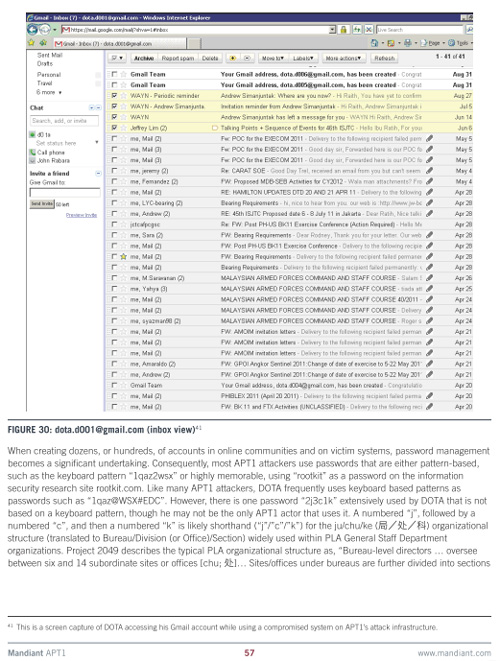 Gmail - Inbox (7) - dota.d001@gmail.com - Windows Internet Explorer
Gmail - Inbox (7) - dota.d001@gmail.com
Live Search
Page
Tools
Sent Mail
Drafts
Personal
Travel
6 more ▼
Chat
Search, add, or invite
d0 ta
Set status here
Call phone
John Rabara
Invite a friend
Give Gmail to:
Send Invite 50 left
Preview Invite
Archive Report spam Delete Move to▼ Labels▼ More actions▼ Refresh 1 - 41 of 41
Gmail Team Your Gmail address, dota.d006@gmail.com, has been created - Congrat Aug 31
Gmail Team Your Gmail address, dota.d005@gmail.com, has been created - Congrat Aug 31
WAYN - Periodic reminder Andrew Simanjuntak: Where are you now? - Hi Rath, You have yet to confirm Aug 27
WAYN - Andrew Simanjunta. Invitation reminder from Andrew Simanjuntak - Hi Rath, Andrew Simanjuntak i Jul 5
WAYN Andrew Simanjuntak has left a message for you - WAYN Hi Rath, Andrew Si Jun 14
Jeffrey Lim (2) Talking Points + Sequence of Events for 46th ISJTC - Hello Bu Ruth, For your Jun 6
me, Mail (2) Fw: POC for the EXECOM 2011 - Delivery to the following recipient failed perm May 5
me, Mail (3) Fw: POC for the EXECOM 2011 - Good day sir, Forwarded here is our POC fo May 5
me, Mail (3) Fw: POC for the EXECOM 2011 - Good day sir, Forwarded here is our POC fo May 5
me, jeremy (2) Re: CARAT SOE - Good Day Trel, received an email from you but can't seem May 4
me, Fernandez (2) FW: Proposed MDB-SEB Activities for CY2012 - Wala man attachments? Fro May 4
me, Mail (2) RE: HAMILTON UPDATES DTD 20 AND 21 APR 11 - Delivery to the following Apr 28
me, LYC-bearing (2) Bearing Requirements - hi, nice to hear from you. our web is: http://www.je-be Apr 28
me, Andrew (2) RE: 45th ISJTC Proposed date 6 - 8 July 11 in Jakarta - Dear Rath, Nice talki Apr 28
jstcafpcgsc Re: FW: Post PH-US BK11 Exercise Conference (Action Required) - Hello Ms Apr 28
me, Sara (2) FW: Bearing Requirements - Dear Rodney, Thank you for your Letter. Our web Apr 28
me, Mail (2) FW: Post PH-US BK11 Exercise Conference - Delivery to the following recipie Apr 28
me, Mail (2) FW: Bearing Requirements - Delivery to the following recipient failed permaner Apr 28
me, Mail (2) Bearing Requirements - Delivery to the following recipient failed permanently: Apr 28
me, M.Saravanan (2) MALAYSIAN ARMED FORCES COMMAND AND STAFF COURSE - Salam Apr 26
me, Yahya (3) MALAYSIAN ARMED FORCES COMMAND AND STAFF COURSE Apr 25
me, Mail (2) MALAYSIAN ARMED FORCES COMMAND AND STAFF COURSE 40/2011 Apr 24
me, Mail (2) MALAYSIAN ARMED FORCES COMMAND AND STAFF COURSE - Delivery Apr 24
me, syazman98 (2) MALAYSIAN ARMED FORCES COMMAND AND STAFF COURSE - Roger Apr 24
me, Mail (2) FW: AMOIM invitation letters - Delivery to the following recipient failed perman Apr 21
me, Mail (2) FW: AMOIM invitation letters - Delivery to the following recipient failed perman Apr 21
me, Mail (2) FW: AMOIM invitation letters - Delivery to the following recipient failed perman Apr 21
me, Amaraldo (2) FW: GPOI Angkor Sentinel 2011:Change of date of exercise to 5-22 May 201 Apr 21
me, Andrew (2) FW: GPOI Angkor Sentinel 2011:Change of date of exercise to 5-22 May 201 Apr 21
Gmail Team Your Gmail address, dota.d004@gmail.com, has been created - Congratulatio Apr 20
me, Mail (2) PHIBLEX 2011 (April 20 2011) - Delivery to the following recipient failed perma Apr 20
me, Mail (2) FW: BK 11 and FTX Activities (UNCLASSIFIED) - Delivery to the following reci Apr 20
FIGURE 30: dota.d001@gmail.com (inbox view)⁴¹
When creating dozens, or hundreds, of accounts in online communities and on victim systems, password management
becomes a significant undertaking. Consequently, most APT1 attackers use passwords that are either pattern-based,
such as the keyboard pattern “1qaz2wsx” or highly memorable, using “rootkit” as a password on the information
security research site rootkit.com. Like many APT1 attackers, DOTA frequently uses keyboard based patterns as
passwords such as “1qaz@WSX#EDC”. However, there is one password “2j3c1k” extensively used by DOTA that is not
based on a keyboard pattern, though he may not be the only APT1 actor that uses it. A numbered “j”, followed by a
numbered “c”, and then a numbered “k” is likely shorthand (“j”/“c”/“k”) for the ju/chu/ke (局／处／科) organizational
structure (translated to Bureau/Division (or Office)/Section) widely used within PLA General Staff Department
organizations. Project 2049 describes the typical PLA organizational structure as, “Bureau-level directors … oversee
between six and 14 subordinate sites or offices [chu; 处]… Sites/offices under bureaus are further divided into sections
⁴¹ This is a screen capture of DOTA accessing his Gmail account while using a compromised system on APT1's attack infrastructure.
Mandiant APT1 57 www.mandiant.com